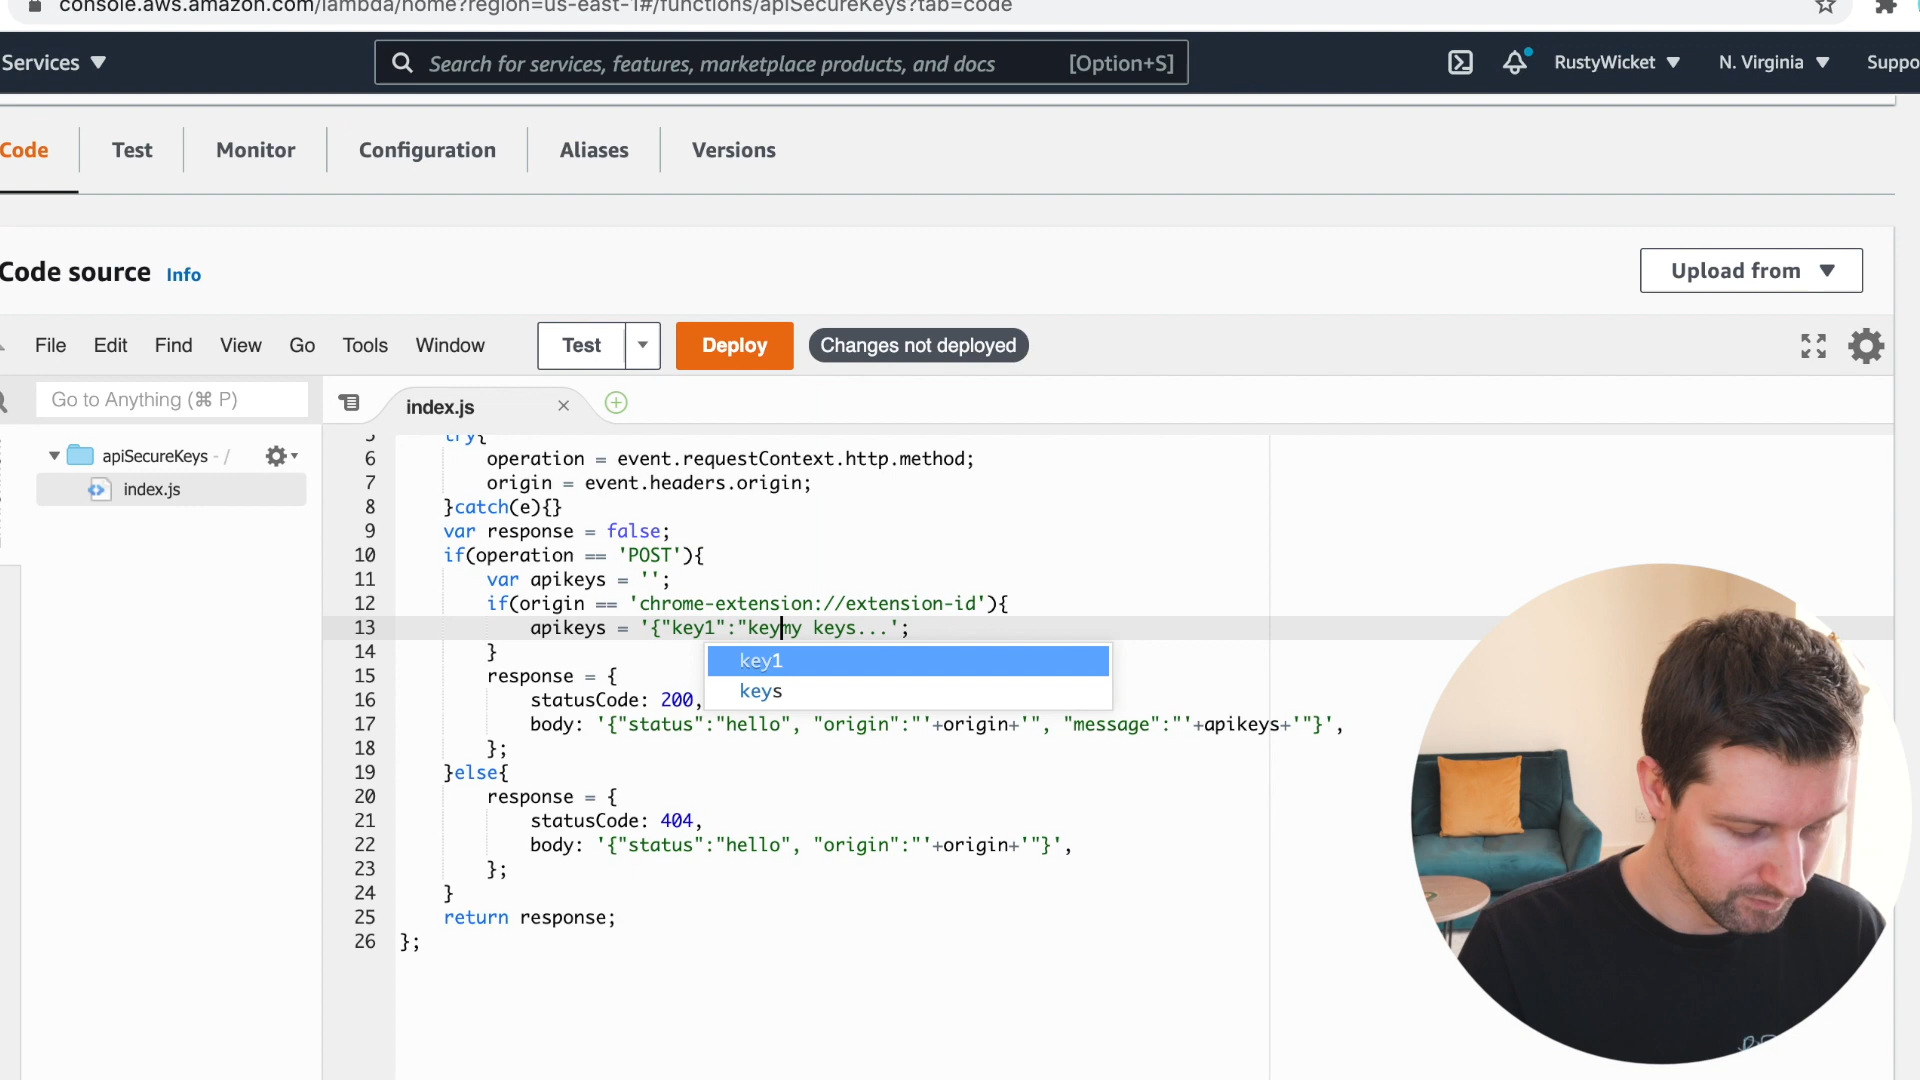 console.aws.amazon.com/lambda/home?region=us-east-1#/functions/apiSecureKeys?tab=code
Services ▼
Search for services, features, marketplace products, and docs [Option+S]
RustyWicket ▼
N. Virginia ▼
Suppo
Code
Test
Monitor
Configuration
Aliases
Versions
Code source Info
Upload from ▼
File Edit Find View Go Tools Window
Test
Deploy
Changes not deployed
Go to Anything (⌘ P)
index.js
apiSecureKeys - /
index.js
5 try{
6 operation = event.requestContext.http.method;
7 origin = event.headers.origin;
8 }catch(e){}
9 var response = false;
10 if(operation == 'POST'){
11 var apikeys = '';
12 if(origin == 'chrome-extension://extension-id'){
13 apikeys = '{"key1":"keymy keys...';
14 }
key1
keys
15 response = {
16 statusCode: 200,
17 body: '{"status":"hello", "origin":"'+origin+'", "message":"'+apikeys+'"}',
18 };
19 }else{
20 response = {
21 statusCode: 404,
22 body: '{"status":"hello", "origin":"'+origin+'"}',
23 };
24 }
25 return response;
26 };